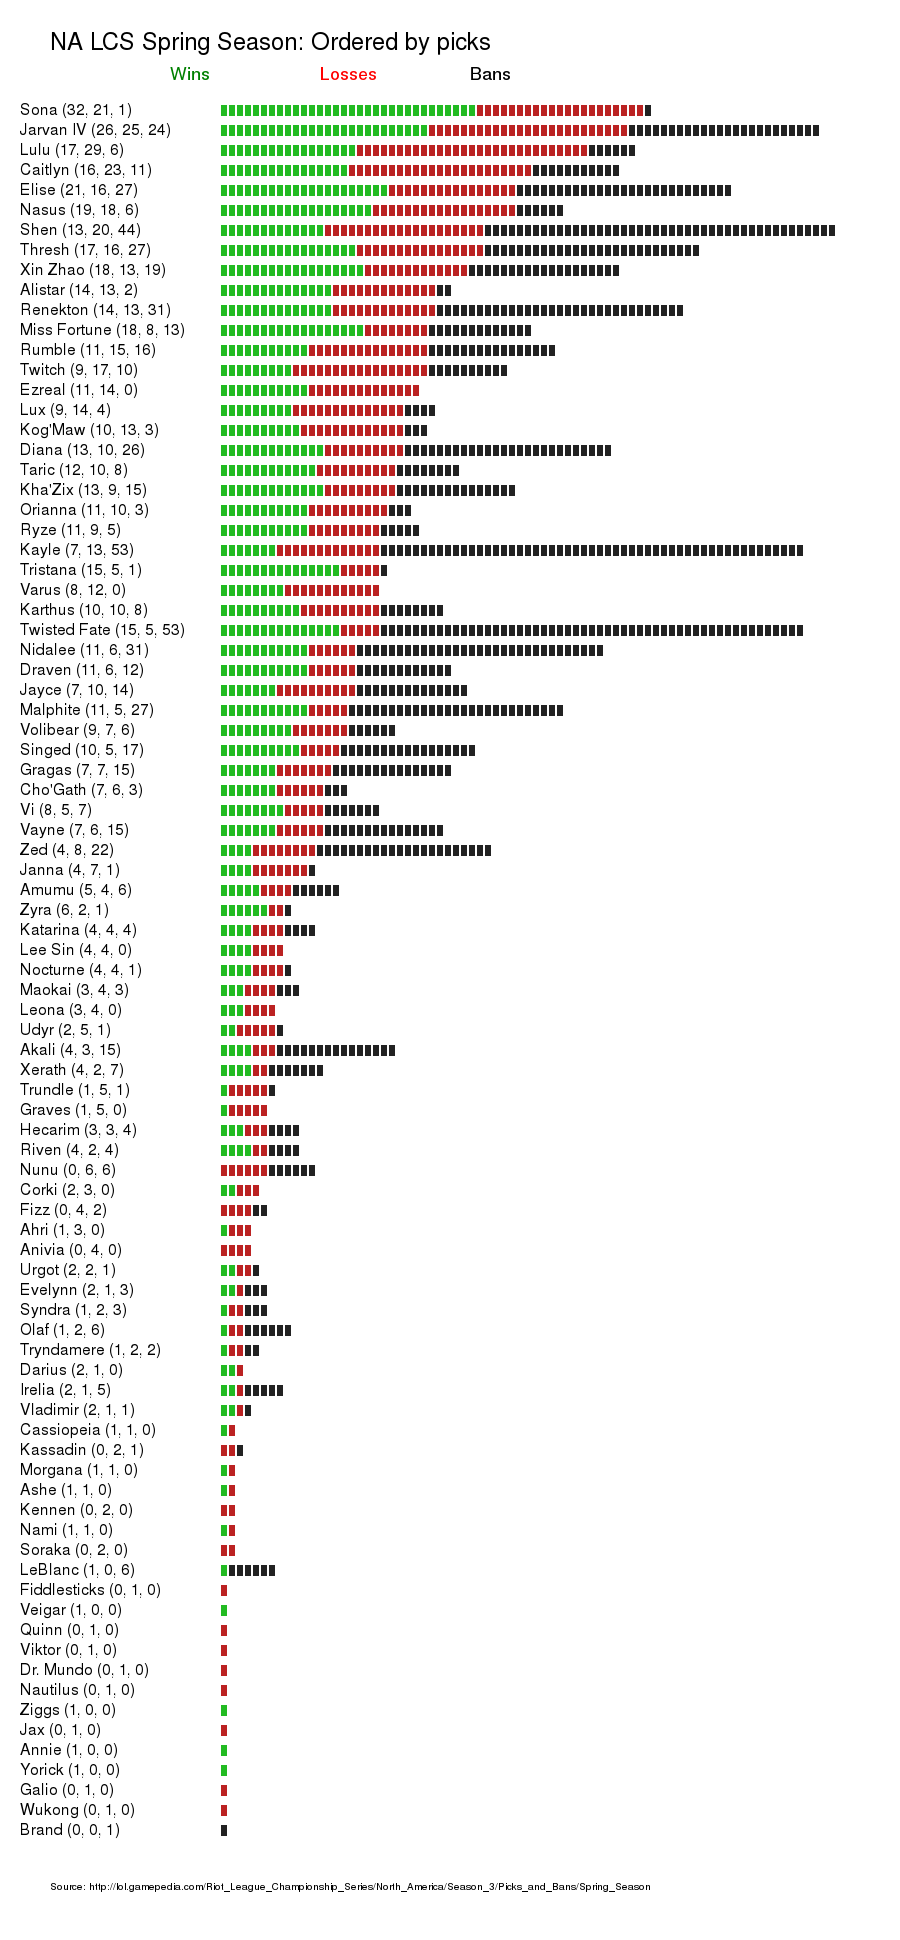 NA LCS Spring Season: Ordered by picks
Wins Losses Bans
Sona (32, 21, 1)
Jarvan IV (26, 25, 24)
Lulu (17, 29, 6)
Caitlyn (16, 23, 11)
Elise (21, 16, 27)
Nasus (19, 18, 6)
Shen (13, 20, 44)
Thresh (17, 16, 27)
Xin Zhao (18, 13, 19)
Alistar (14, 13, 2)
Renekton (14, 13, 31)
Miss Fortune (18, 8, 13)
Rumble (11, 15, 16)
Twitch (9, 17, 10)
Ezreal (11, 14, 0)
Lux (9, 14, 4)
Kog'Maw (10, 13, 3)
Diana (13, 10, 26)
Taric (12, 10, 8)
Kha'Zix (13, 9, 15)
Orianna (11, 10, 3)
Ryze (11, 9, 5)
Kayle (7, 13, 53)
Tristana (15, 5, 1)
Varus (8, 12, 0)
Karthus (10, 10, 8)
Twisted Fate (15, 5, 53)
Nidalee (11, 6, 31)
Draven (11, 6, 12)
Jayce (7, 10, 14)
Malphite (11, 5, 27)
Volibear (9, 7, 6)
Singed (10, 5, 17)
Gragas (7, 7, 15)
Cho'Gath (7, 6, 3)
Vi (8, 5, 7)
Vayne (7, 6, 15)
Zed (4, 8, 22)
Janna (4, 7, 1)
Amumu (5, 4, 6)
Zyra (6, 2, 1)
Katarina (4, 4, 4)
Lee Sin (4, 4, 0)
Nocturne (4, 4, 1)
Maokai (3, 4, 3)
Leona (3, 4, 0)
Udyr (2, 5, 1)
Akali (4, 3, 15)
Xerath (4, 2, 7)
Trundle (1, 5, 1)
Graves (1, 5, 0)
Hecarim (3, 3, 4)
Riven (4, 2, 4)
Nunu (0, 6, 6)
Corki (2, 3, 0)
Fizz (0, 4, 2)
Ahri (1, 3, 0)
Anivia (0, 4, 0)
Urgot (2, 2, 1)
Evelynn (2, 1, 3)
Syndra (1, 2, 3)
Olaf (1, 2, 6)
Tryndamere (1, 2, 2)
Darius (2, 1, 0)
Irelia (2, 1, 5)
Vladimir (2, 1, 1)
Cassiopeia (1, 1, 0)
Kassadin (0, 2, 1)
Morgana (1, 1, 0)
Ashe (1, 1, 0)
Kennen (0, 2, 0)
Nami (1, 1, 0)
Soraka (0, 2, 0)
LeBlanc (1, 0, 6)
Fiddlesticks (0, 1, 0)
Veigar (1, 0, 0)
Quinn (0, 1, 0)
Viktor (0, 1, 0)
Dr. Mundo (0, 1, 0)
Nautilus (0, 1, 0)
Ziggs (1, 0, 0)
Jax (0, 1, 0)
Annie (1, 0, 0)
Yorick (1, 0, 0)
Galio (0, 1, 0)
Wukong (0, 1, 0)
Brand (0, 0, 1)
Source: http://lol.gamepedia.com/Riot_League_Championship_Series/North_America/Season_3/Picks_and_Bans/Spring_Season